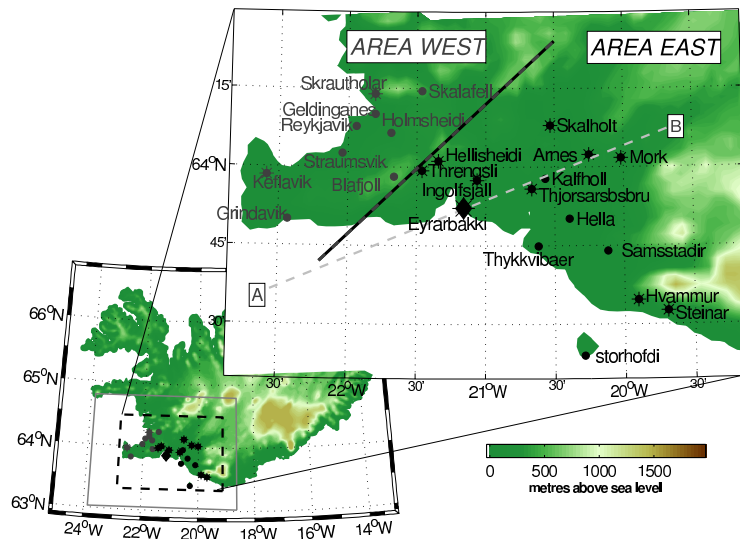 AREA WEST
AREA EAST
Skrautholar
Skalafell
Geldinganes
Reykjavik
Holmsheidi
Skalholt
Straumsvik
Hellisheidi
Arnes
Mork
B
Keflavik
Blafjoll
Threngsli
Kalfholl
Ingolfsjall
Thjorsarsbsbru
Grindavik
Eyrarbakki
Hella
Thykkvibaer
Samsstadir
A
Hvammur
Steinar
storhofdi
15'
64°N
45'
30'
30'
22°W
30'
21°W
30'
20°W
30'
66°N
65°N
64°N
63°N
24°W
22°W
20°W
18°W
16°W
14°W
0
500
1000
1500
metres above sea level